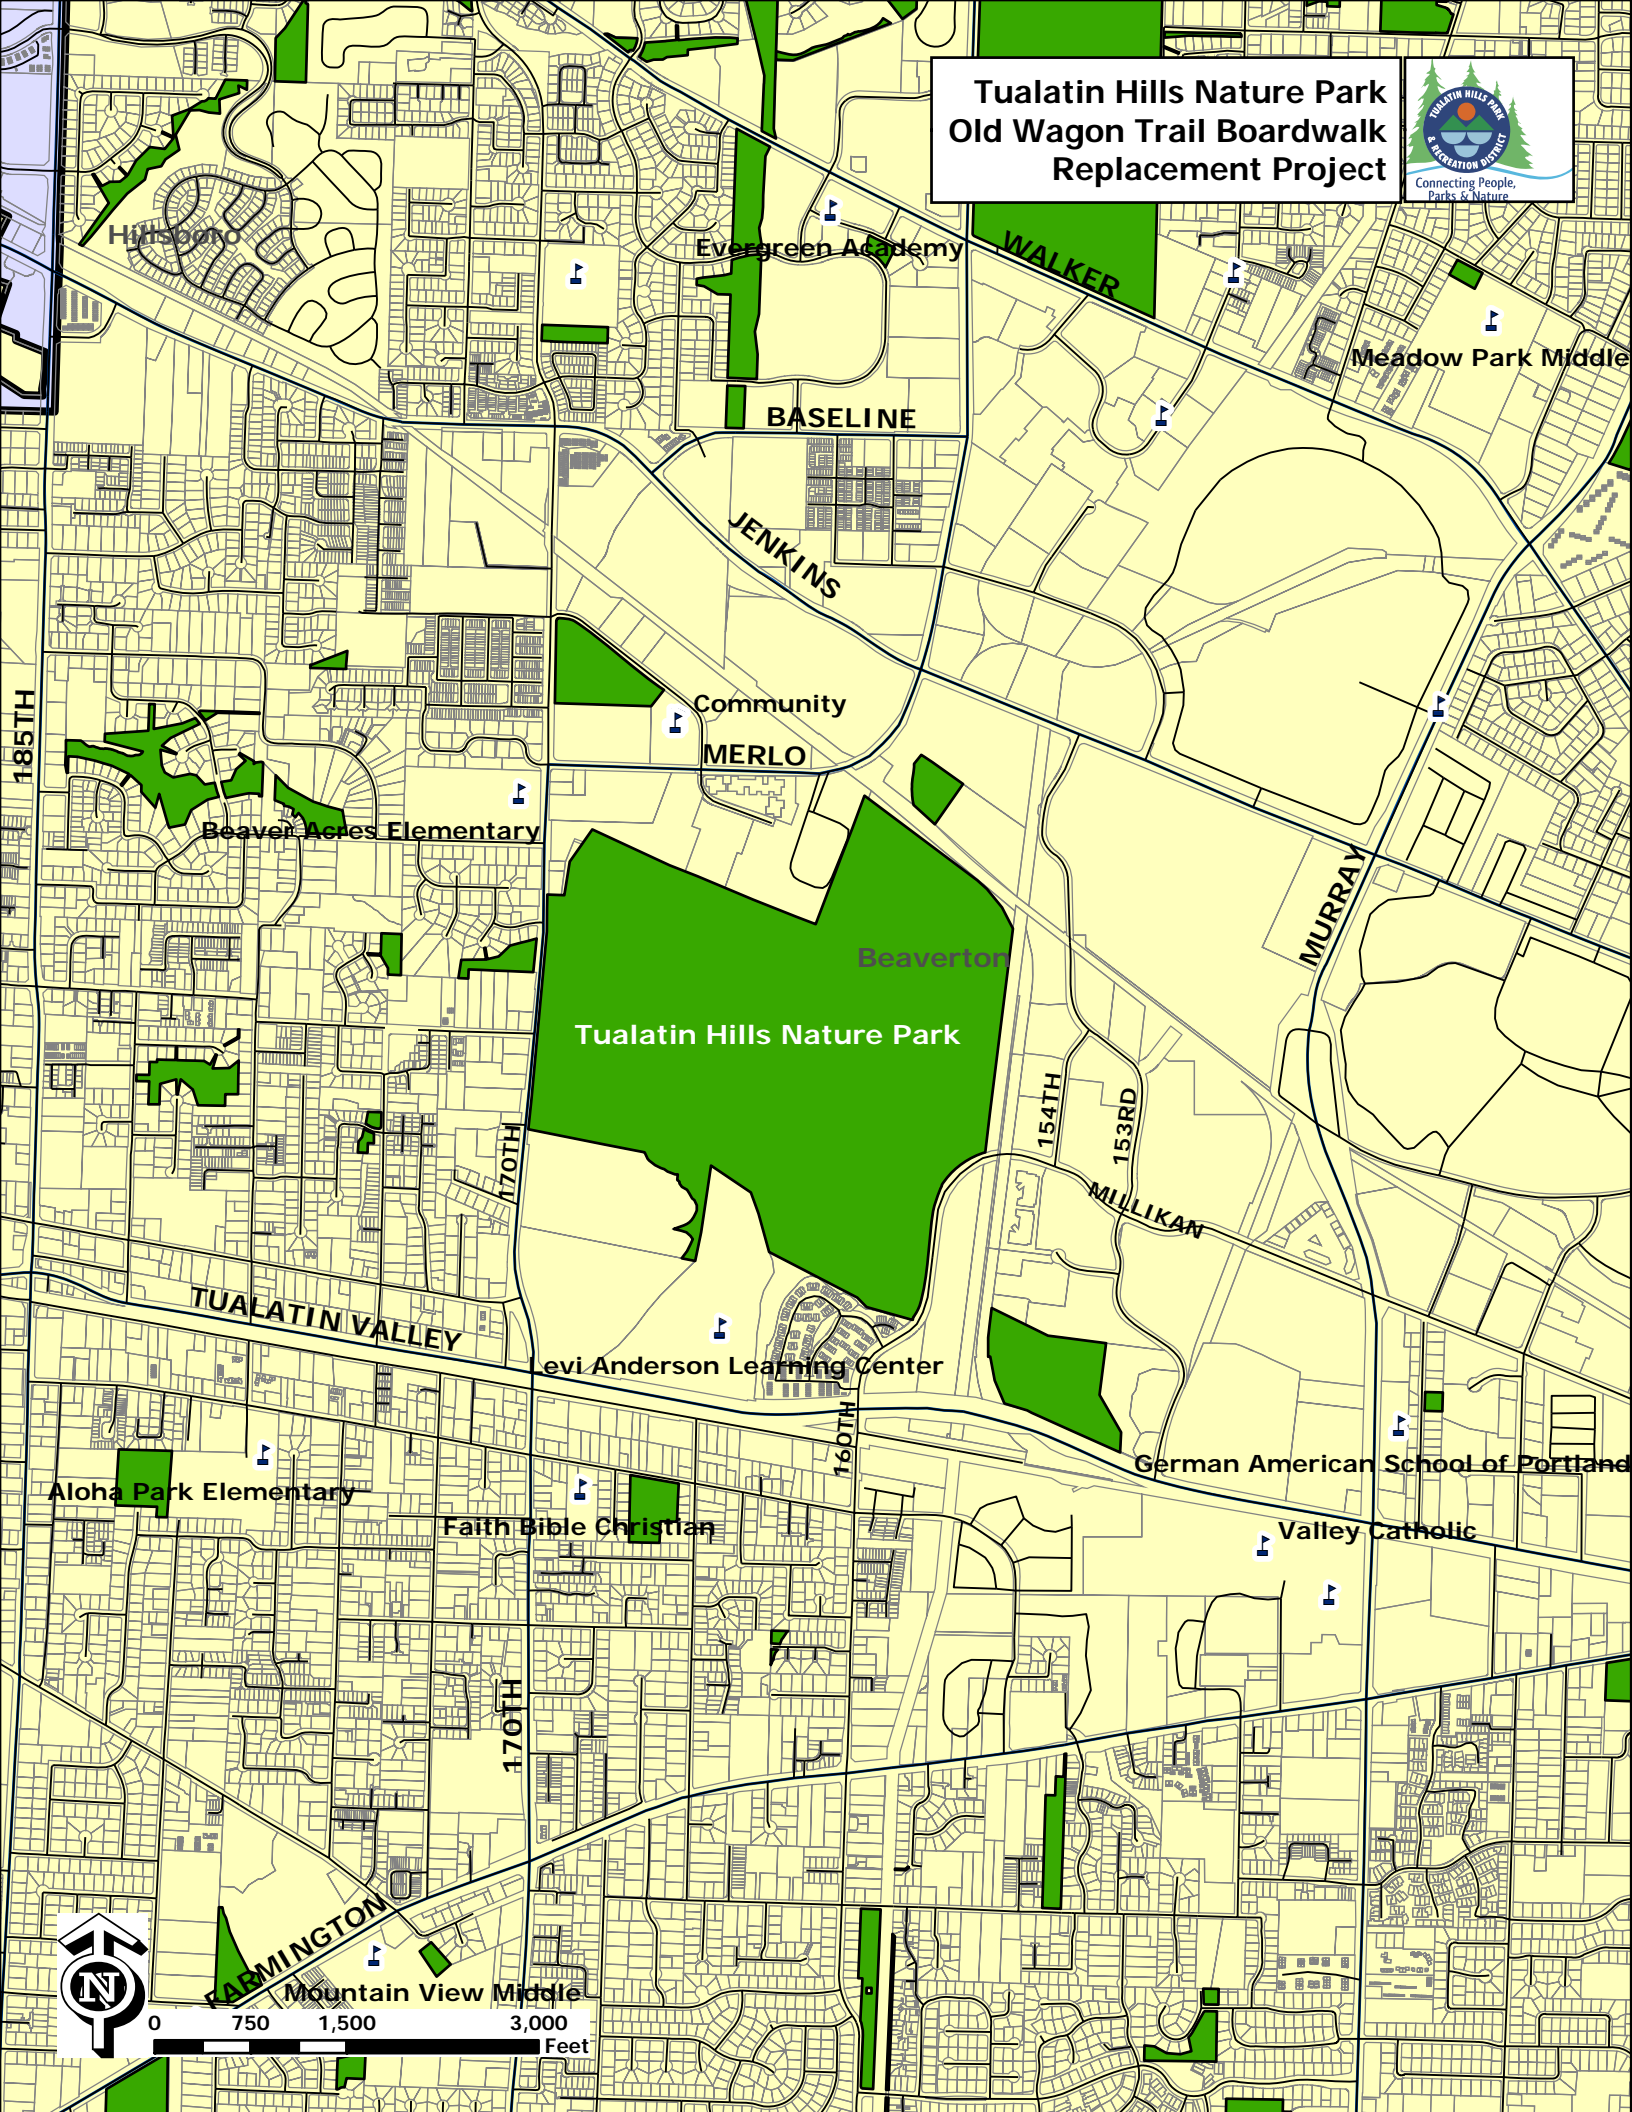 Tualatin Hills Nature Park
Old Wagon Trail Boardwalk
Replacement Project
TUALATIN HILLS PARK
& RECREATION DISTRICT
Connecting People,
Parks & Nature
Hillsboro
Evergreen Academy
WALKER
Meadow Park Middle
BASELINE
JENKINS
185TH
Community
MERLO
Beaver Acres Elementary
MURRAY
Beaverton
Tualatin Hills Nature Park
154TH
153RD
170TH
MILLIKAN
TUALATIN VALLEY
Levi Anderson Learning Center
160TH
German American School of Portland
Aloha Park Elementary
Faith Bible Christian
Valley Catholic
170TH
FARMINGTON
Mountain View Middle
N
0 750 1,500 3,000
Feet